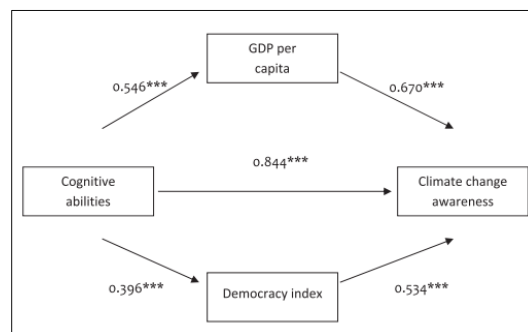 GDP per
capita
0.546***
0.670***
0.844***
Cognitive
abilities
Climate change
awareness
0.396***
Democracy index
0.534***